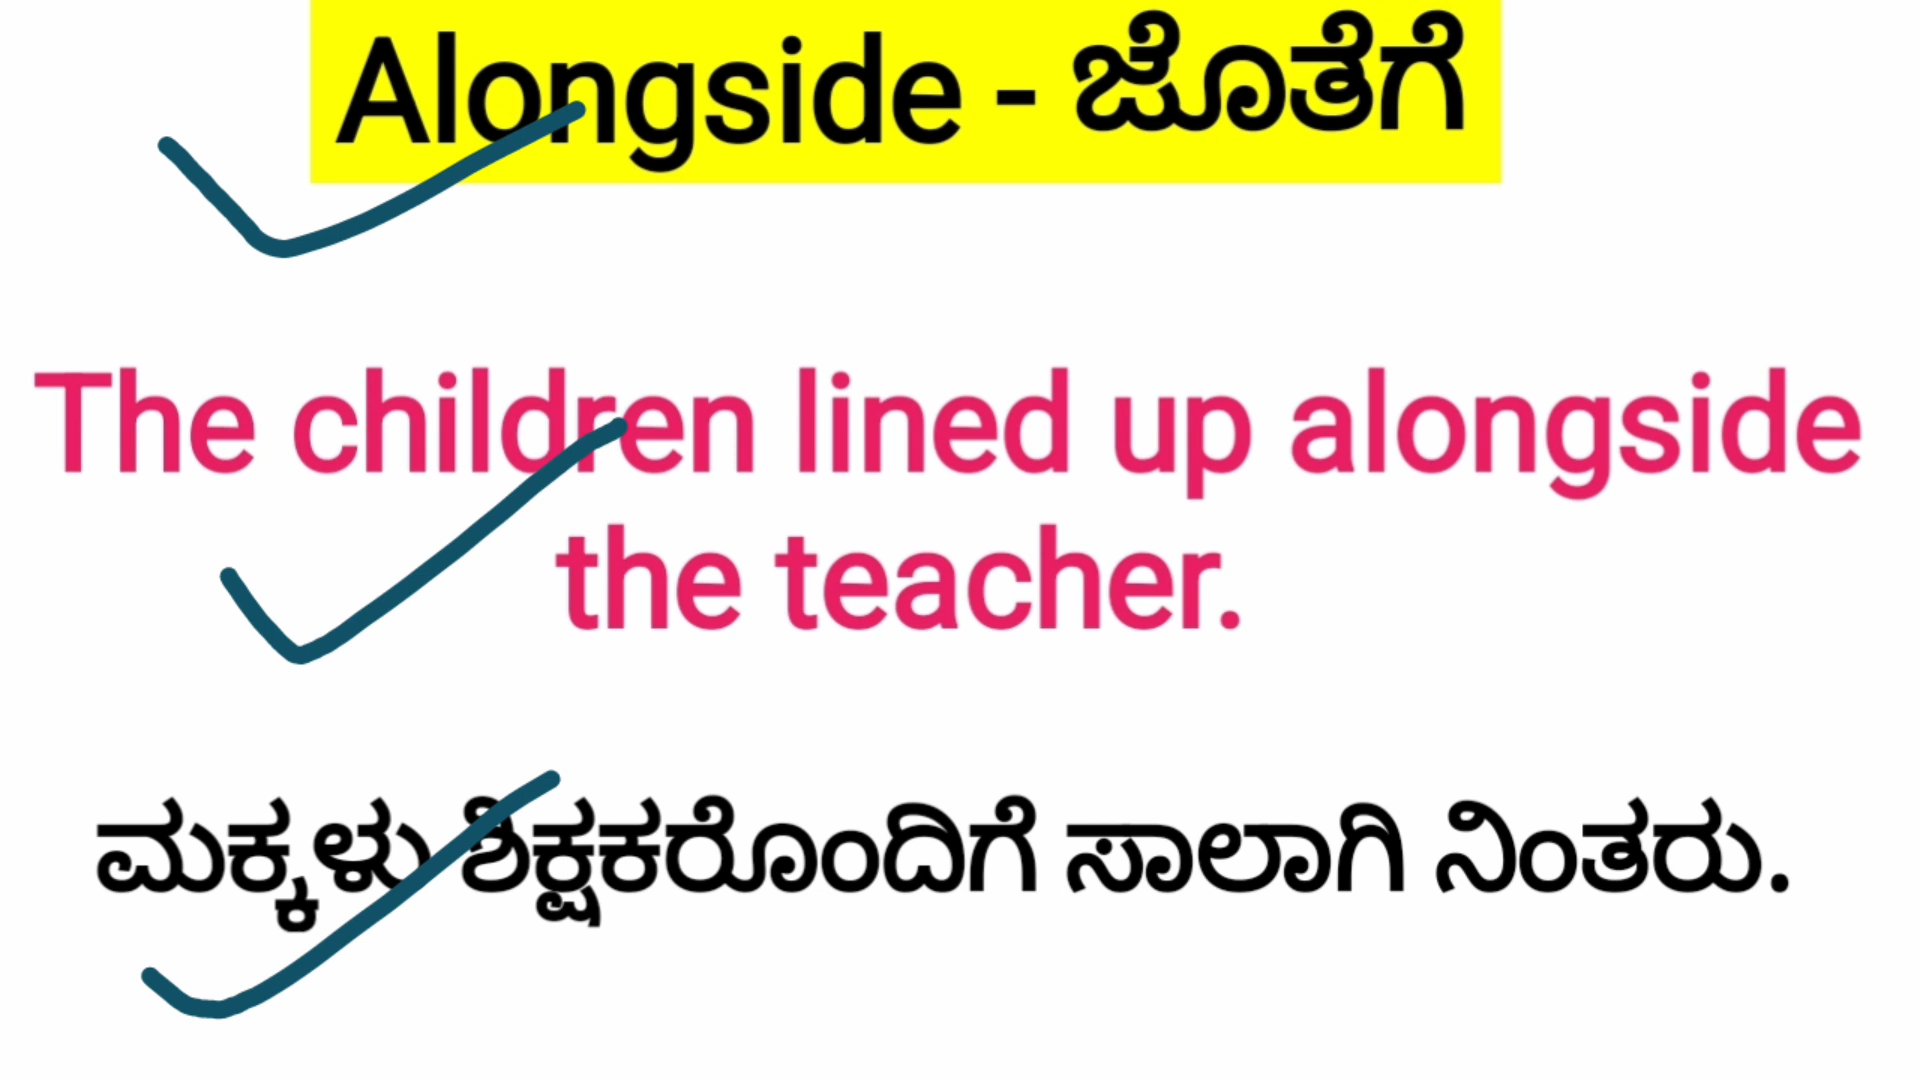 Alongside - ಜೊತೆಗೆ
The children lined up alongside
the teacher.
ಮಕ್ಕಳು ಶಿಕ್ಷಕರೊಂದಿಗೆ ಸಾಲಾಗಿ ನಿಂತರು.